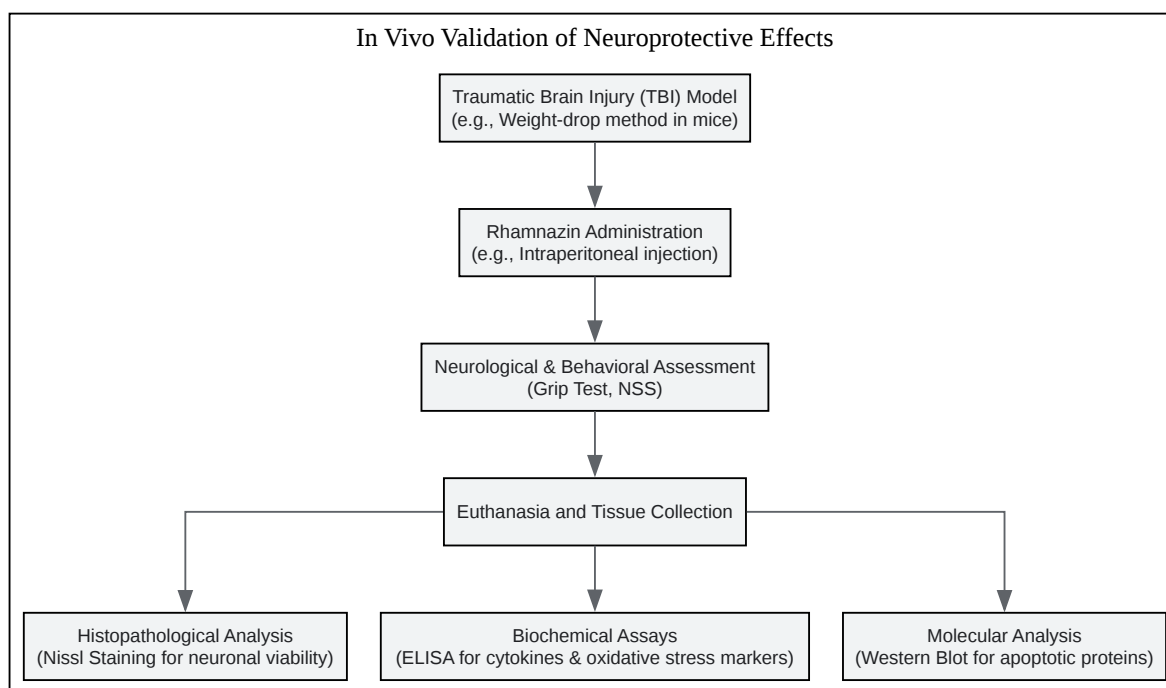 In Vivo Validation of Neuroprotective Effects
Traumatic Brain Injury (TBI) Model
(e.g., Weight-drop method in mice)
Rhamnazin Administration
(e.g., Intraperitoneal injection)
Neurological & Behavioral Assessment
(Grip Test, NSS)
Euthanasia and Tissue Collection
Histopathological Analysis
(Nissl Staining for neuronal viability)
Biochemical Assays
(ELISA for cytokines & oxidative stress markers)
Molecular Analysis
(Western Blot for apoptotic proteins)